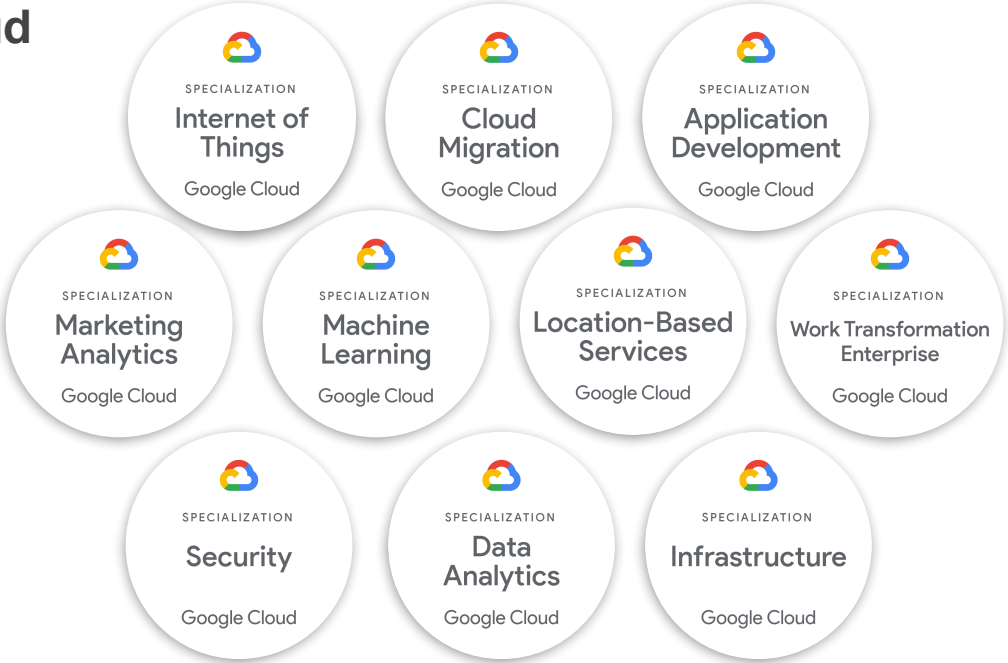 SPECIALIZATION
Internet of
Things
Google Cloud
SPECIALIZATION
Cloud
Migration
Google Cloud
SPECIALIZATION
Application
Development
Google Cloud
SPECIALIZATION
Marketing
Analytics
Google Cloud
SPECIALIZATION
Machine
Learning
Google Cloud
SPECIALIZATION
Location-Based
Services
Google Cloud
SPECIALIZATION
Work Transformation
Enterprise
Google Cloud
SPECIALIZATION
Security
Google Cloud
SPECIALIZATION
Data
Analytics
Google Cloud
SPECIALIZATION
Infrastructure
Google Cloud